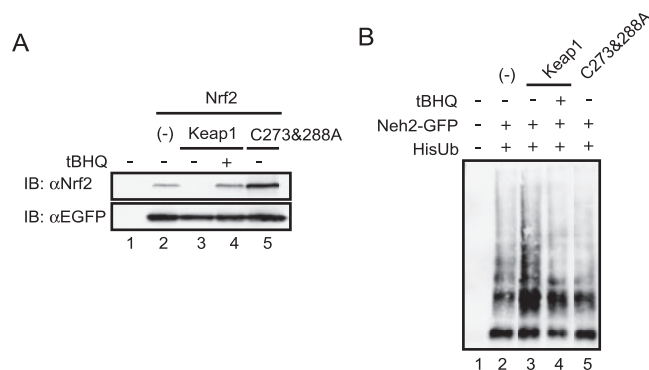 A
Nrf2
(-) Keap1 C273&288A
tBHQ - - + -
IB: αNrf2
IB: αEGFP
1 2 3 4 5
B
(-) Keap1 C273&288A
tBHQ - - - + -
Neh2-GFP - + + + +
HisUb - + + + +
1 2 3 4 5